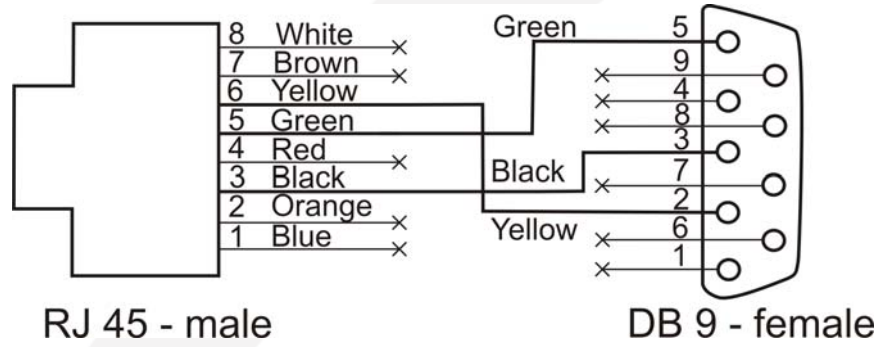 8 White
7 Brown
6 Yellow
5 Green
4 Red
3 Black
2 Orange
1 Blue
Green
Black
Yellow
5
9
4
8
3
7
2
6
1
RJ 45 - male
DB 9 - female